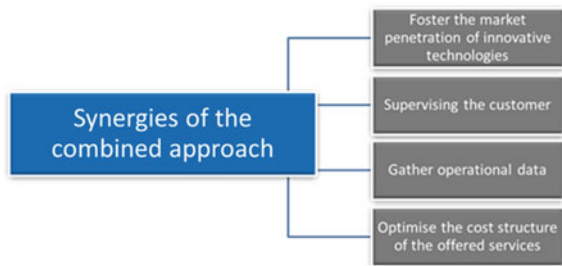 Synergies of the
combined approach
Foster the market
penetration of innovative
technologies
Supervising the customer
Gather operational data
Optimise the cost structure
of the offered services